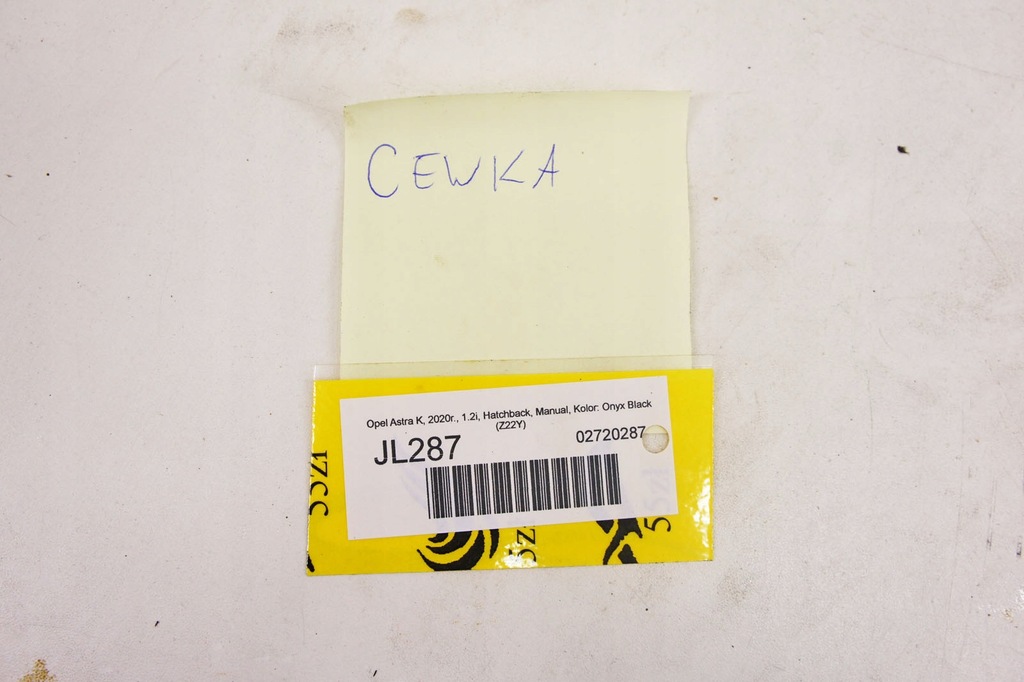 CEWKA
Opel Astra K, 2020r., 1.2i, Hatchback, Manual, Kolor: Onyx Black
(Z22Y)
JL287
02720287